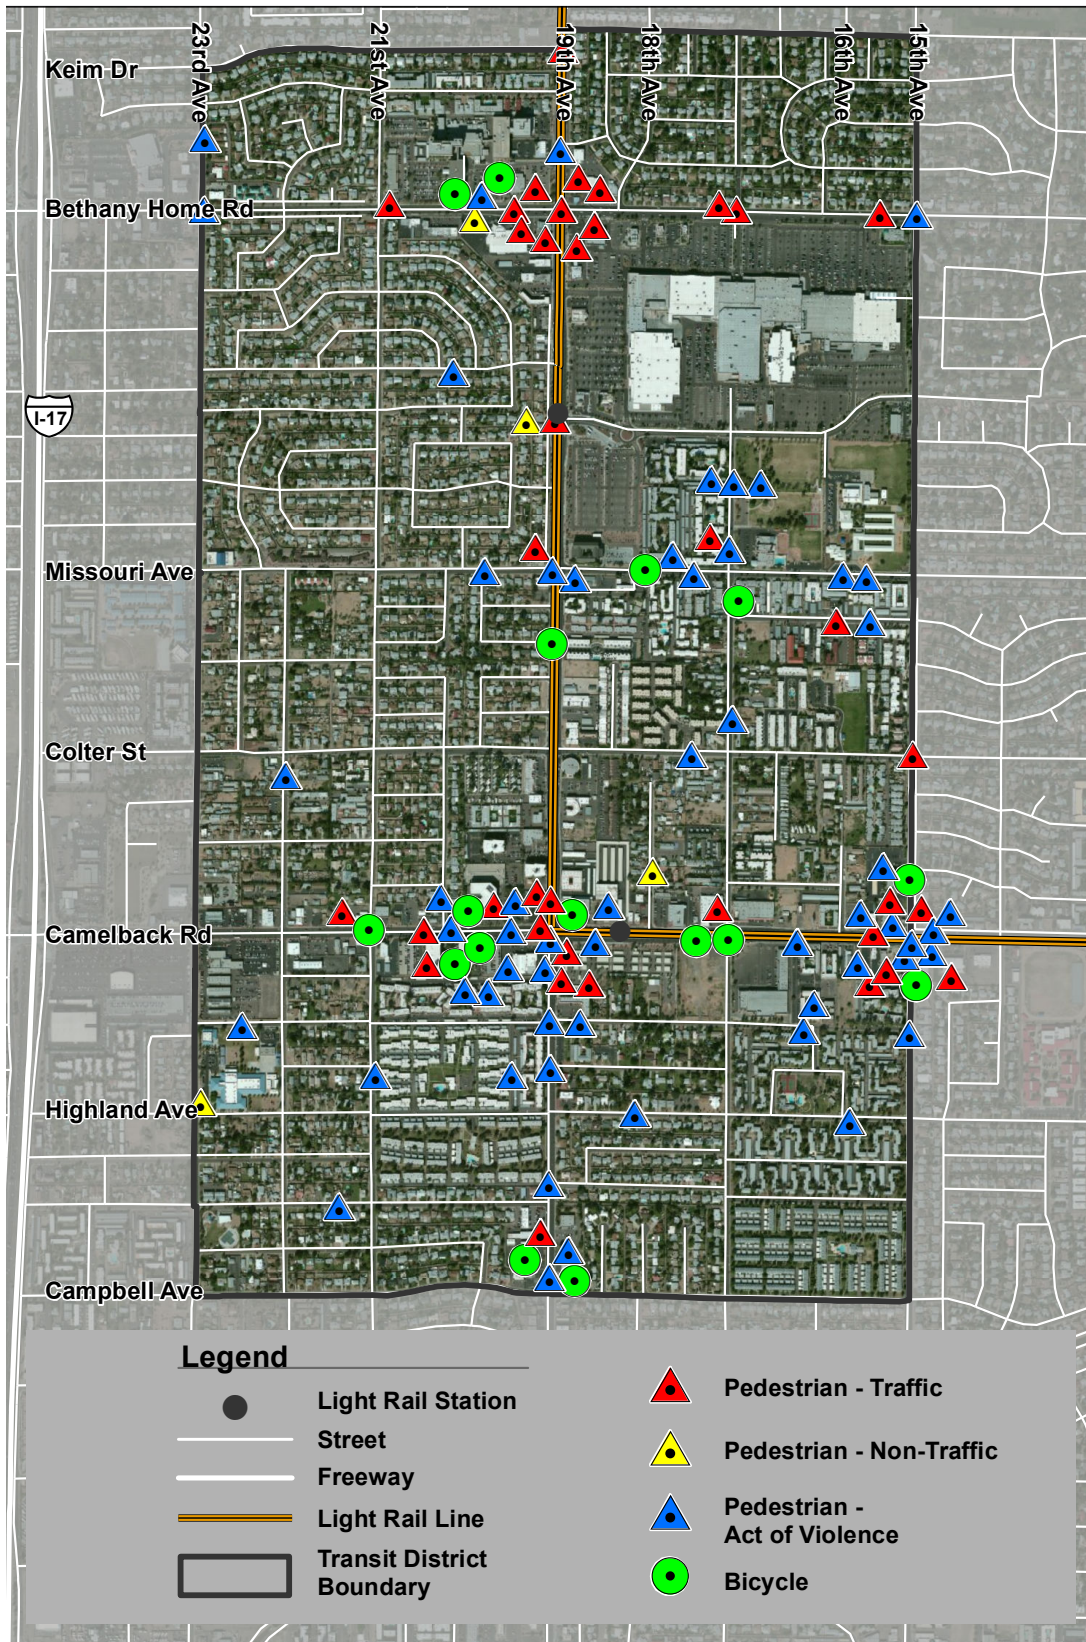 23rd Ave
21st Ave
19th Ave
18th Ave
16th Ave
15th Ave
Keim Dr
Bethany Home Rd
I-17
Missouri Ave
Colter St
Camelback Rd
Highland Ave
Campbell Ave
Legend
Light Rail Station
Street
Freeway
Light Rail Line
Transit District
Boundary
Pedestrian - Traffic
Pedestrian - Non-Traffic
Pedestrian -
Act of Violence
Bicycle